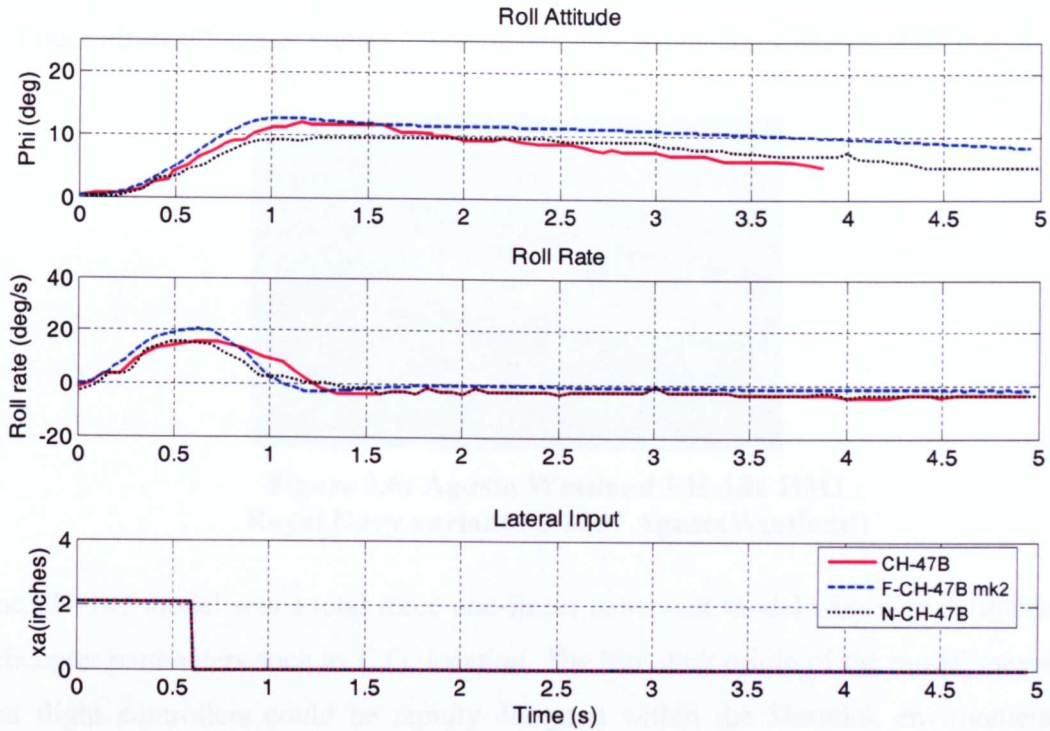 Roll Attitude
Phi (deg)
20
10
0
0 0.5 1 1.5 2 2.5 3 3.5 4 4.5 5
Roll Rate
Roll rate (deg/s)
40
20
0
-20
0 0.5 1 1.5 2 2.5 3 3.5 4 4.5 5
Lateral Input
xa(inches)
4
2
0
CH-47B
F-CH-47B mk2
N-CH-47B
0 0.5 1 1.5 2 2.5 3 3.5 4 4.5 5
Time (s)